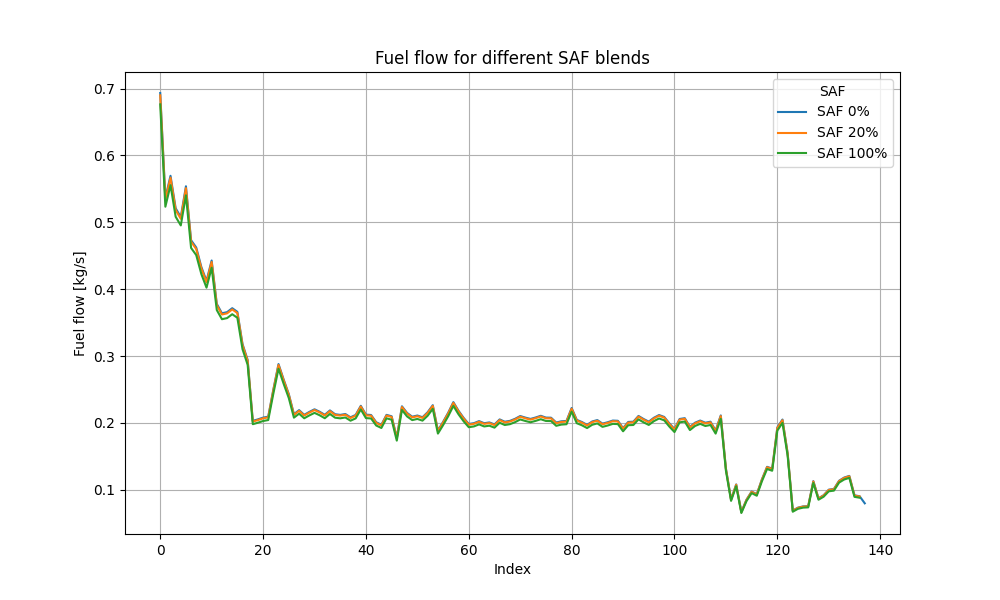 Fuel flow for different SAF blends
SAF
SAF 0%
SAF 20%
SAF 100%
Fuel flow [kg/s]
0.7
0.6
0.5
0.4
0.3
0.2
0.1
0 20 40 60 80 100 120 140
Index